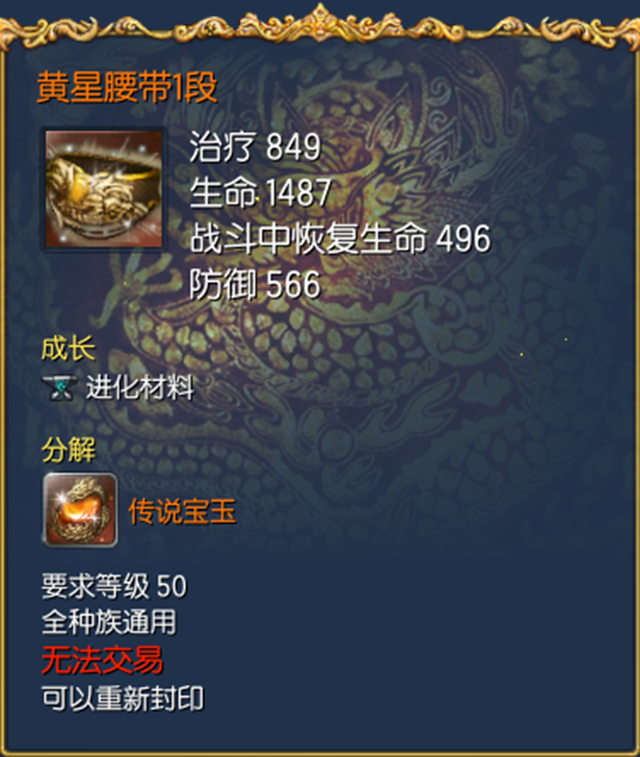 黄星腰带1段
治疗 849
生命 1487
战斗中恢复生命 496
防御 566
成长
进化材料
分解
传说宝玉
要求等级 50
全种族通用
无法交易
可以重新封印